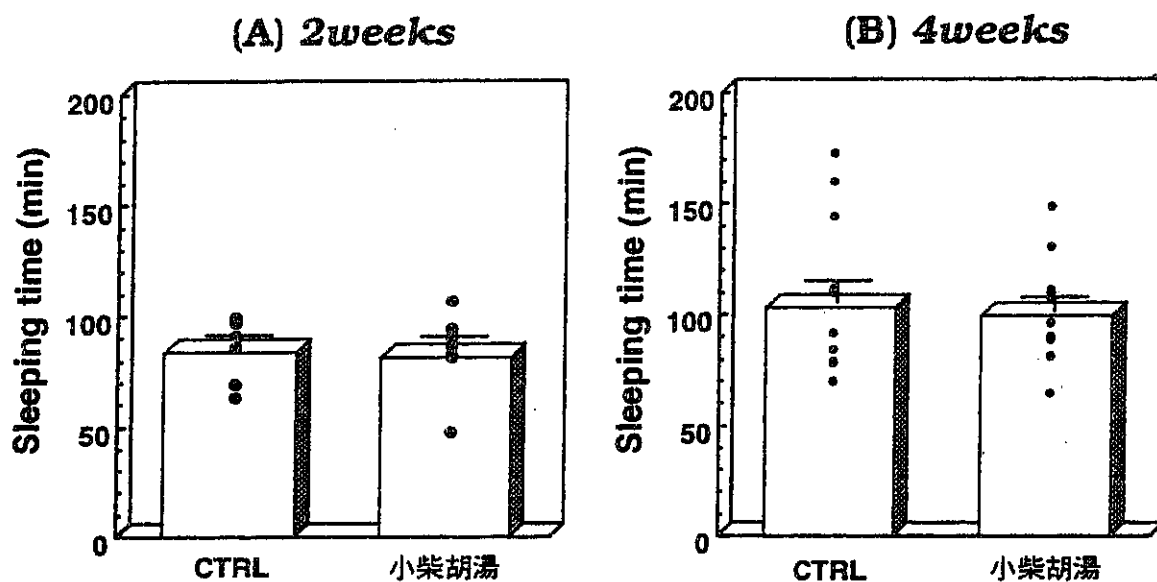 (A) 2weeks
Sleeping time (min)
200
150
100
50
0
CTRL
小柴胡湯
(B) 4weeks
Sleeping time (min)
200
150
100
50
0
CTRL
小柴胡湯